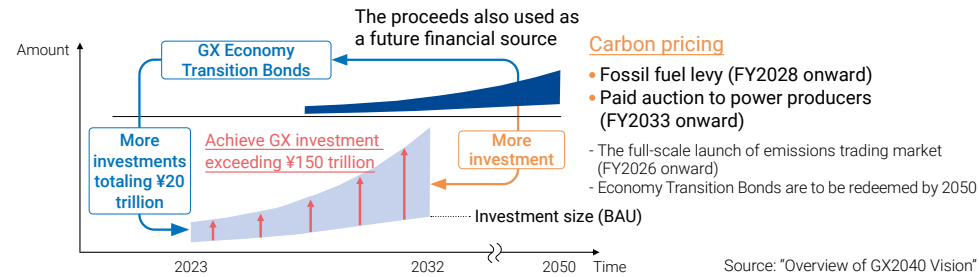 The proceeds also used as
a future financial source
Amount
GX Economy
Transition Bonds
Carbon pricing
• Fossil fuel levy (FY2028 onward)
• Paid auction to power producers
(FY2033 onward)
- The full-scale launch of emissions trading market
(FY2026 onward)
- Economy Transition Bonds are to be redeemed by 2050
More
investments
totaling ¥20
trillion
Achieve GX investment
exceeding ¥150 trillion
More
investment
Investment size (BAU)
2023
2032
2050
Time
Source: “Overview of GX2040 Vision”